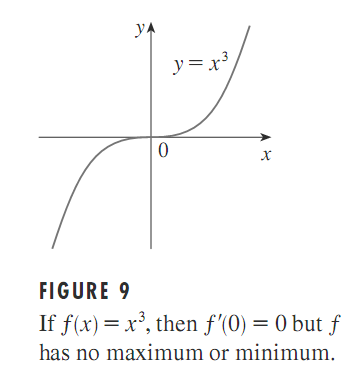 y
y = x³
0
x
FIGURE 9
If f(x) = x³, then f′(0) = 0 but f
has no maximum or minimum.